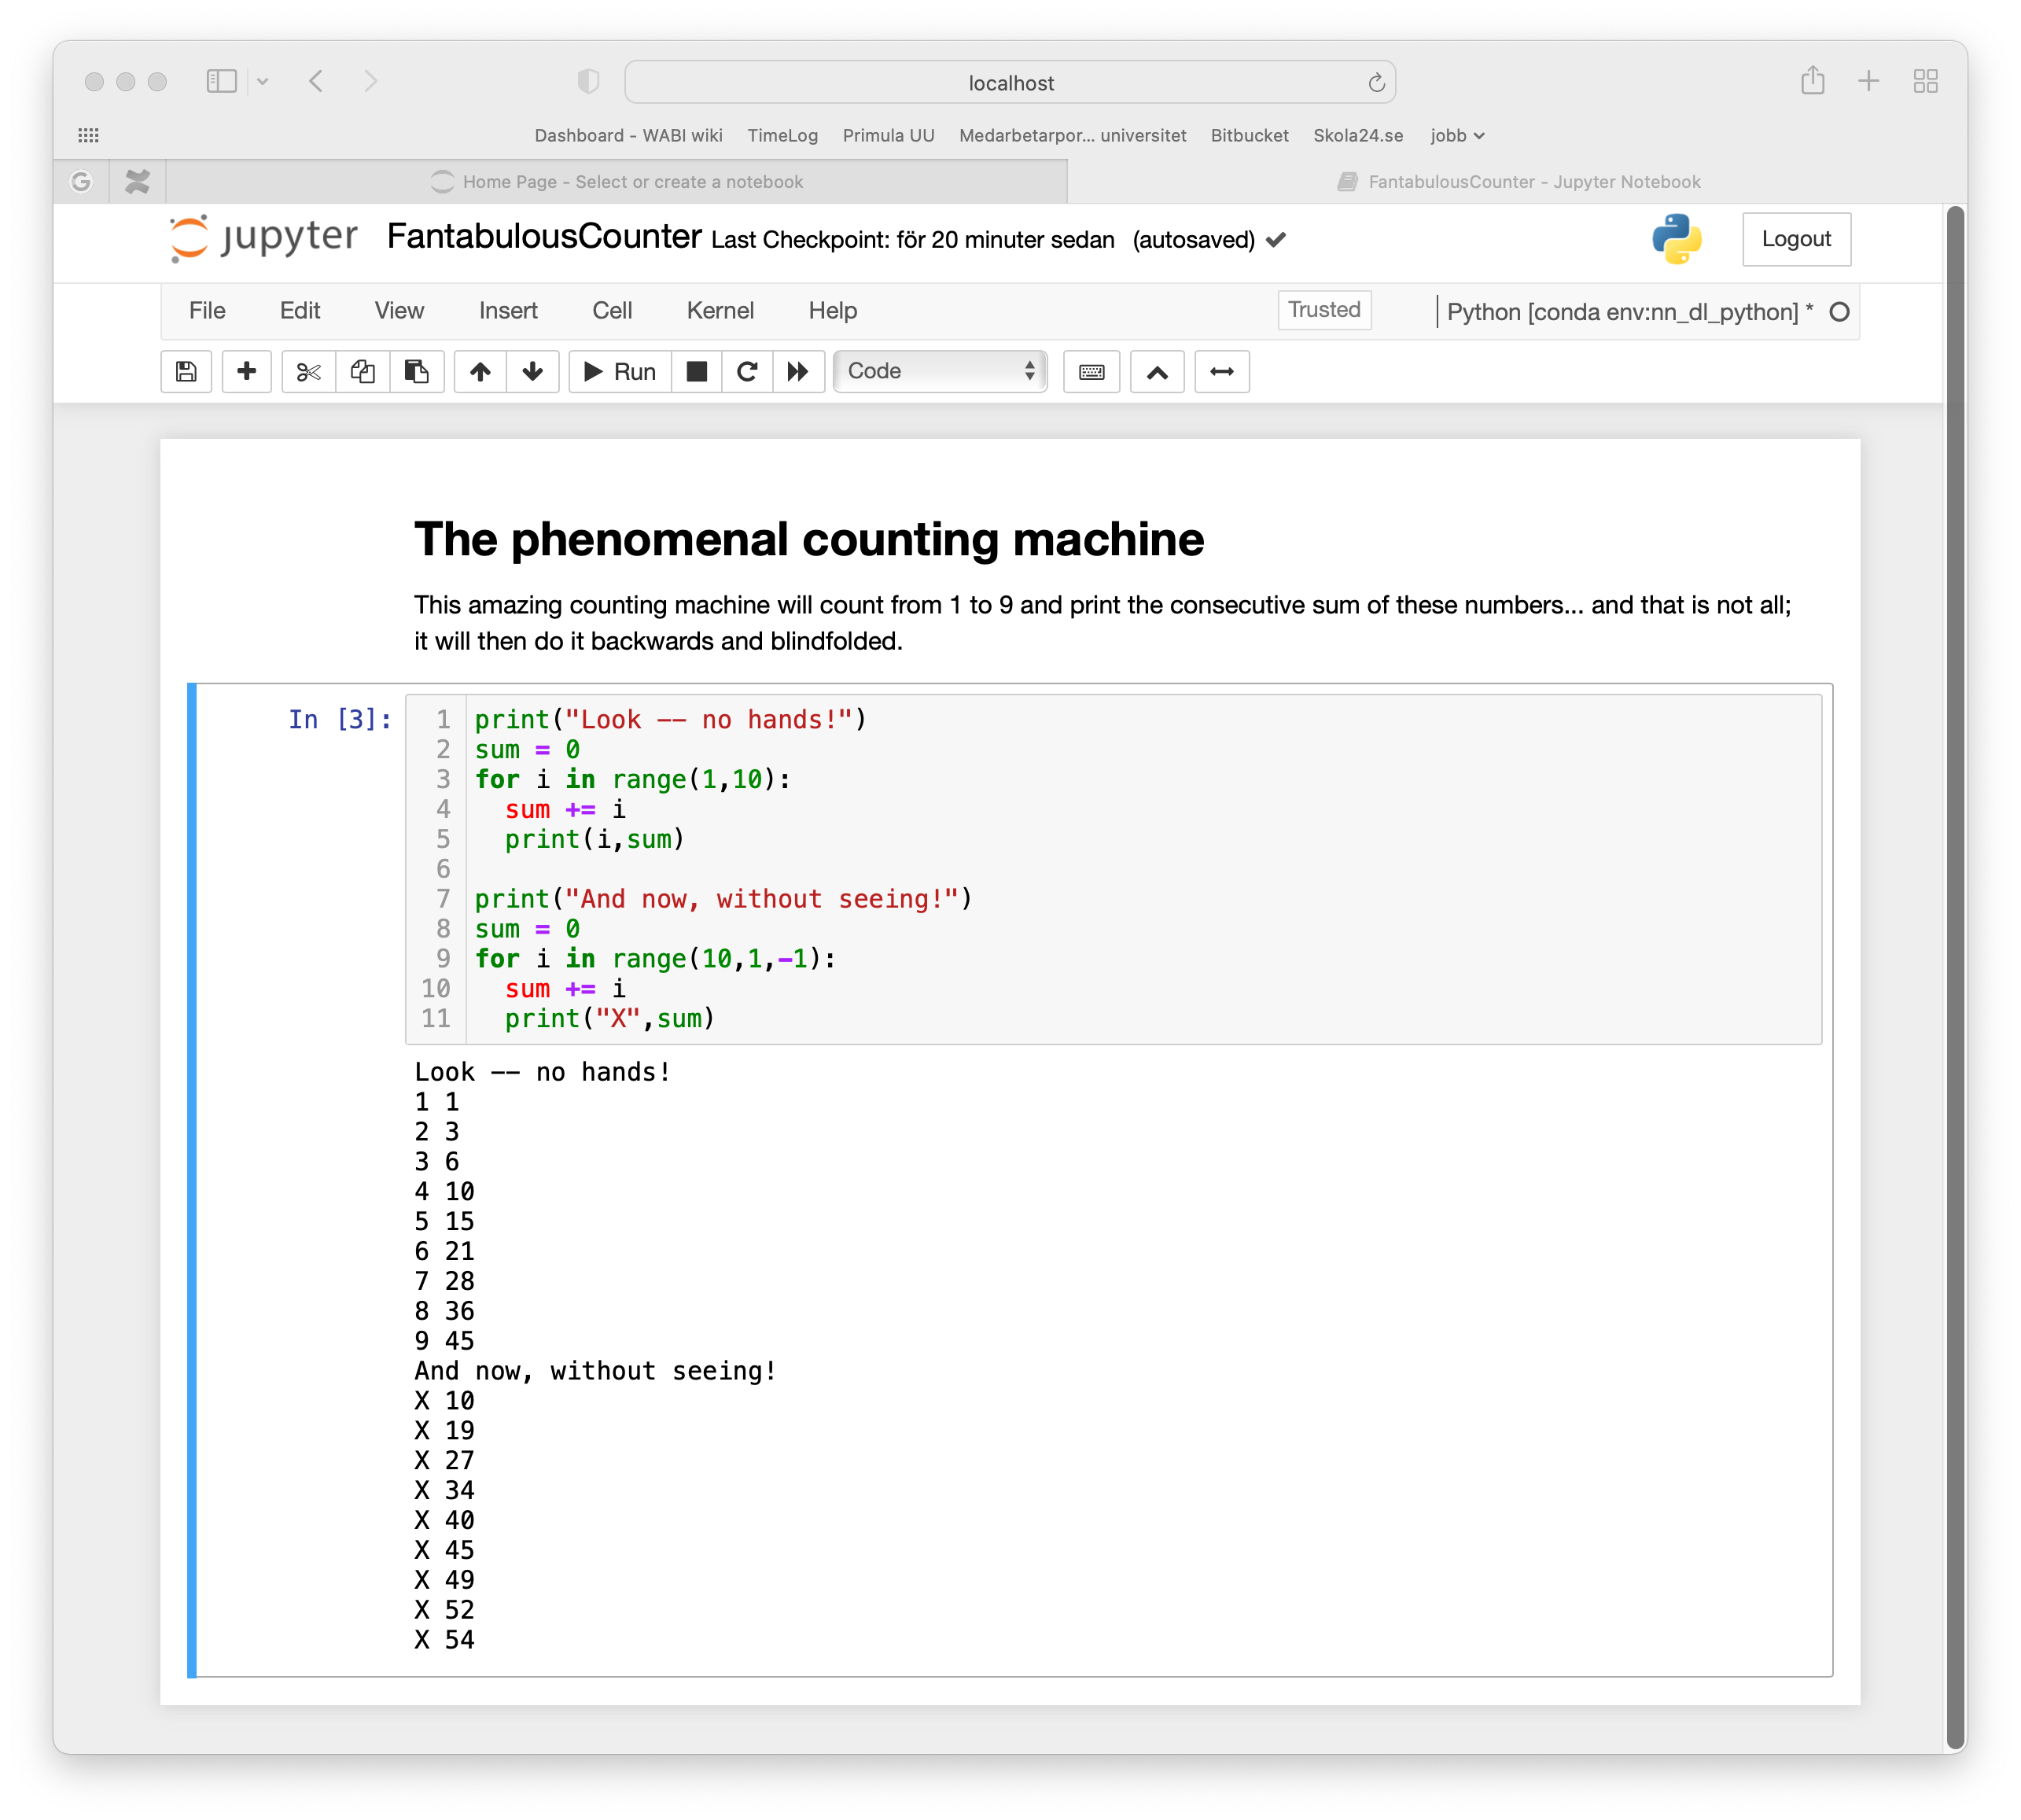 localhost
Dashboard - WABI wiki TimeLog Primula UU Medarbetarpor... universitet Bitbucket Skola24.se jobb
G Home Page - Select or create a notebook FantabulousCounter - Jupyter Notebook
jupyter FantabulousCounter Last Checkpoint: för 20 minuter sedan (autosaved) Logout
File Edit View Insert Cell Kernel Help Trusted Python [conda env:nn_dl_python] *
Run Code
The phenomenal counting machine
This amazing counting machine will count from 1 to 9 and print the consecutive sum of these numbers... and that is not all;
it will then do it backwards and blindfolded.
In [3]: 1 print("Look -- no hands!")
2 sum = 0
3 for i in range(1,10):
4   sum += i
5   print(i,sum)
6
7 print("And now, without seeing!")
8 sum = 0
9 for i in range(10,1,-1):
10   sum += i
11   print("X",sum)
Look -- no hands!
1 1
2 3
3 6
4 10
5 15
6 21
7 28
8 36
9 45
And now, without seeing!
X 10
X 19
X 27
X 34
X 40
X 45
X 49
X 52
X 54